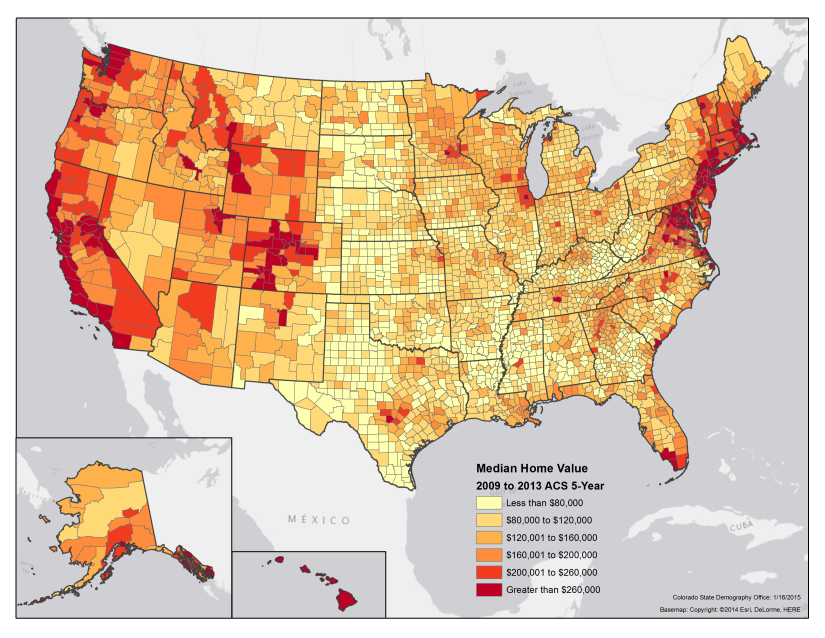 MÉXICO
CUBA
Median Home Value
2009 to 2013 ACS 5-Year
Less than $80,000
$80,000 to $120,000
$120,001 to $160,000
$160,001 to $200,000
$200,001 to $260,000
Greater than $260,000
Colorado State Demography Office: 1/16/2015
Basemap: Copyright: ©2014 Esri, DeLorme, HERE